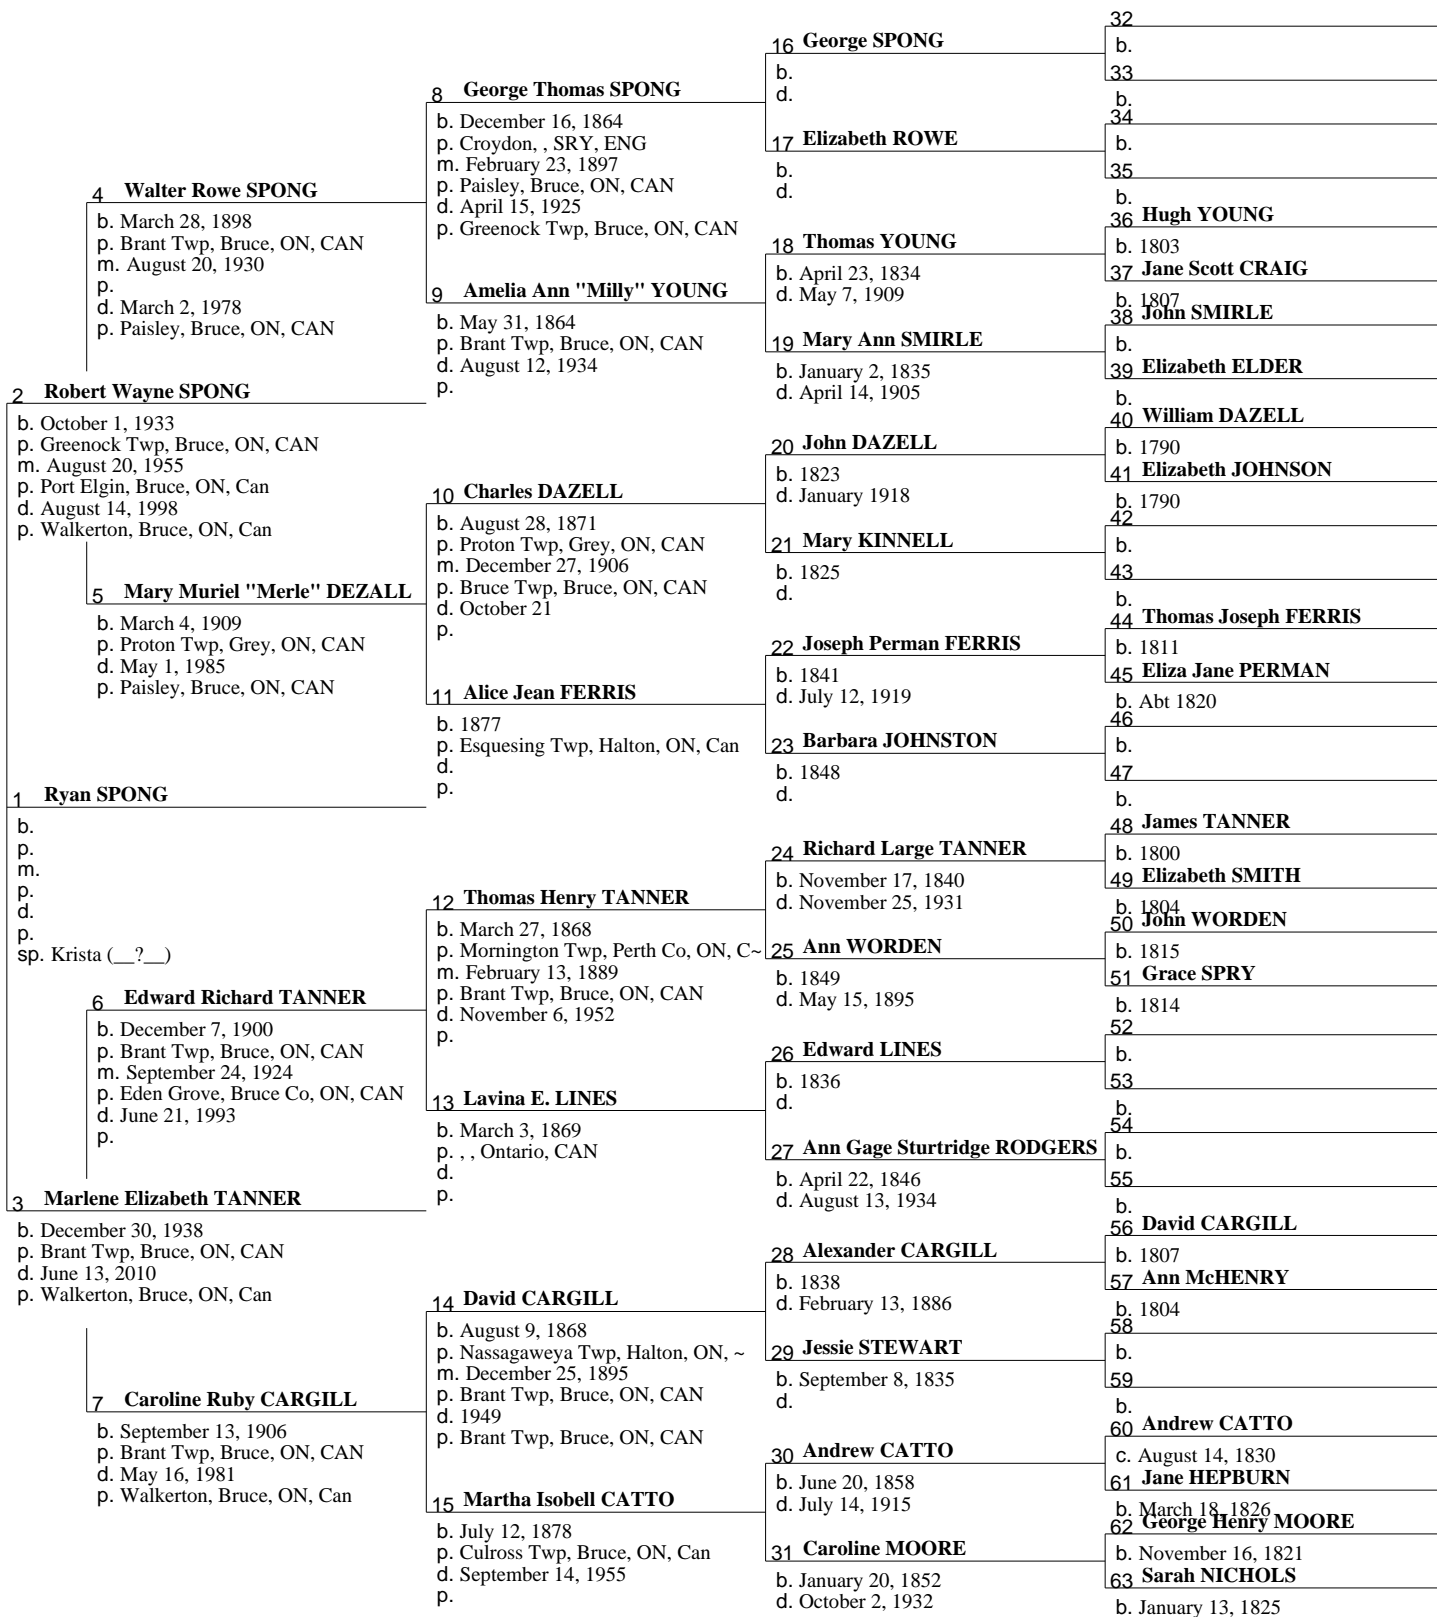 1 Ryan SPONG
b.
p.
m.
p.
d.
p.
sp. Krista (__?__)
2 Robert Wayne SPONG
b. October 1, 1933
p. Greenock Twp, Bruce, ON, CAN
m. August 20, 1955
p. Port Elgin, Bruce, ON, Can
d. August 14, 1998
p. Walkerton, Bruce, ON, Can
3 Marlene Elizabeth TANNER
b. December 30, 1938
p. Brant Twp, Bruce, ON, CAN
d. June 13, 2010
p. Walkerton, Bruce, ON, Can
4 Walter Rowe SPONG
b. March 28, 1898
p. Brant Twp, Bruce, ON, CAN
m. August 20, 1930
p.
d. March 2, 1978
p. Paisley, Bruce, ON, CAN
5 Mary Muriel "Merle" DEZALL
b. March 4, 1909
p. Proton Twp, Grey, ON, CAN
d. May 1, 1985
p. Paisley, Bruce, ON, CAN
6 Edward Richard TANNER
b. December 7, 1900
p. Brant Twp, Bruce, ON, CAN
m. September 24, 1924
p. Eden Grove, Bruce Co, ON, CAN
d. June 21, 1993
p.
7 Caroline Ruby CARGILL
b. September 13, 1906
p. Brant Twp, Bruce, ON, CAN
d. May 16, 1981
p. Walkerton, Bruce, ON, Can
8 George Thomas SPONG
b. December 16, 1864
p. Croydon, , SRY, ENG
m. February 23, 1897
p. Paisley, Bruce, ON, CAN
d. April 15, 1925
p. Greenock Twp, Bruce, ON, CAN
9 Amelia Ann "Milly" YOUNG
b. May 31, 1864
p. Brant Twp, Bruce, ON, CAN
d. August 12, 1934
p.
10 Charles DAZELL
b. August 28, 1871
p. Proton Twp, Grey, ON, CAN
m. December 27, 1906
p. Bruce Twp, Bruce, ON, CAN
d. October 21
p.
11 Alice Jean FERRIS
b. 1877
p. Esquesing Twp, Halton, ON, Can
d.
p.
12 Thomas Henry TANNER
b. March 27, 1868
p. Mornington Twp, Perth Co, ON, C~
m. February 13, 1889
p. Brant Twp, Bruce, ON, CAN
d. November 6, 1952
p.
13 Lavina E. LINES
b. March 3, 1869
p. , , Ontario, CAN
d.
p.
14 David CARGILL
b. August 9, 1868
p. Nassagaweya Twp, Halton, ON, ~
m. December 25, 1895
p. Brant Twp, Bruce, ON, CAN
d. 1949
p. Brant Twp, Bruce, ON, CAN
15 Martha Isobell CATTO
b. July 12, 1878
p. Culross Twp, Bruce, ON, Can
d. September 14, 1955
p.
16 George SPONG
b.
d.
17 Elizabeth ROWE
b.
d.
18 Thomas YOUNG
b. April 23, 1834
d. May 7, 1909
19 Mary Ann SMIRLE
b. January 2, 1835
d. April 14, 1905
20 John DAZELL
b. 1823
d. January 1918
21 Mary KINNELL
b. 1825
d.
22 Joseph Perman FERRIS
b. 1841
d. July 12, 1919
23 Barbara JOHNSTON
b. 1848
d.
24 Richard Large TANNER
b. November 17, 1840
d. November 25, 1931
25 Ann WORDEN
b. 1849
d. May 15, 1895
26 Edward LINES
b. 1836
d.
27 Ann Gage Sturtridge RODGERS
b. April 22, 1846
d. August 13, 1934
28 Alexander CARGILL
b. 1838
d. February 13, 1886
29 Jessie STEWART
b. September 8, 1835
d.
30 Andrew CATTO
b. June 20, 1858
d. July 14, 1915
31 Caroline MOORE
b. January 20, 1852
d. October 2, 1932
32
b.
33
b.
34
b.
35
b.
36 Hugh YOUNG
b. 1803
37 Jane Scott CRAIG
b. 1807
38 John SMIRLE
b.
39 Elizabeth ELDER
b.
40 William DAZELL
b. 1790
41 Elizabeth JOHNSON
b. 1790
42
b.
43
b.
44 Thomas Joseph FERRIS
b. 1811
45 Eliza Jane PERMAN
b. Abt 1820
46
b.
47
b.
48 James TANNER
b. 1800
49 Elizabeth SMITH
b. 1804
50 John WORDEN
b. 1815
51 Grace SPRY
b. 1814
52
b.
53
b.
54
b.
55
b.
56 David CARGILL
b. 1807
57 Ann McHENRY
b. 1804
58
b.
59
b.
60 Andrew CATTO
c. August 14, 1830
61 Jane HEPBURN
b. March 18, 1826
62 George Henry MOORE
b. November 16, 1821
63 Sarah NICHOLS
b. January 13, 1825